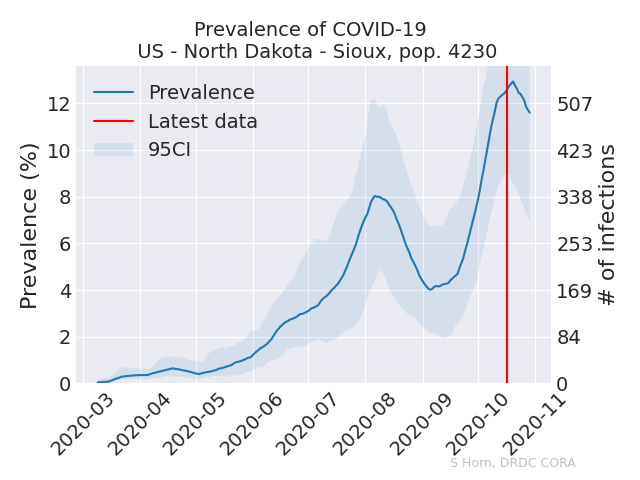 Prevalence of COVID-19
US - North Dakota - Sioux, pop. 4230
Prevalence
Latest data
95CI
Prevalence (%)
12
10
8
6
4
2
0
507
423
338
253
169
84
0
# of infections
2020-03
2020-04
2020-05
2020-06
2020-07
2020-08
2020-09
2020-10
2020-11
S Horn, DRDC CORA